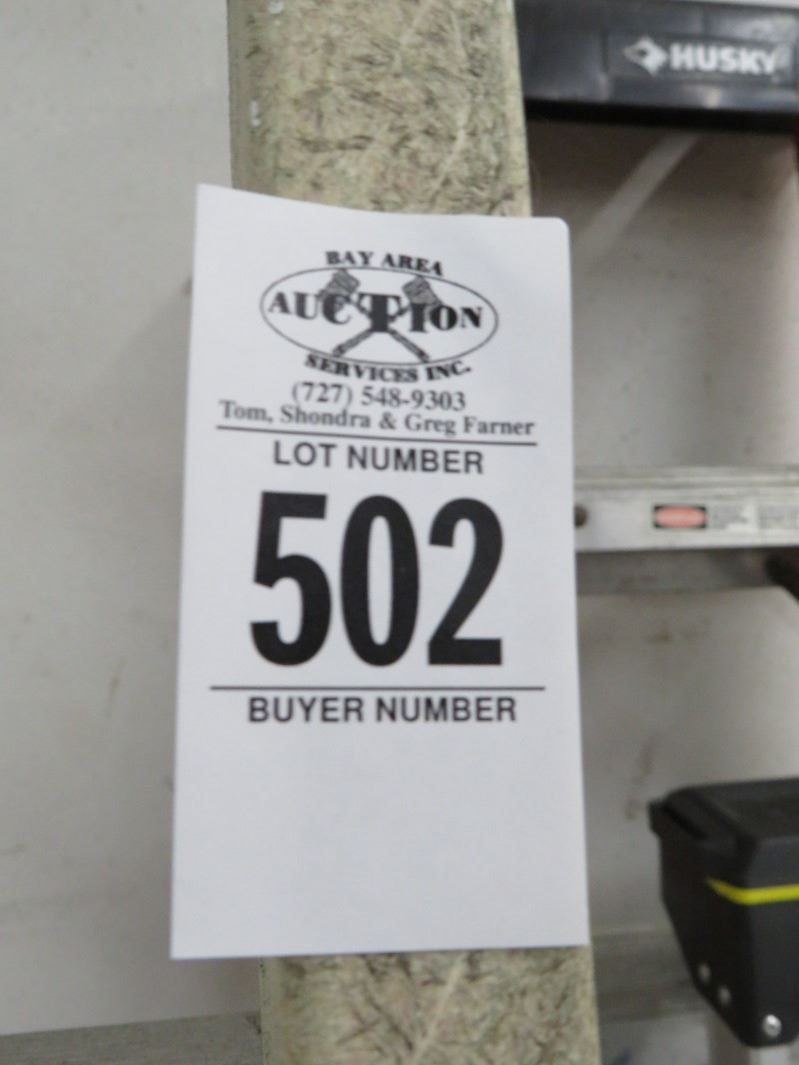 HUSKY
BAY AREA
AUCTION
SERVICES INC.
(727) 548-9303
Tom, Shondra & Greg Farner
LOT NUMBER
502
BUYER NUMBER